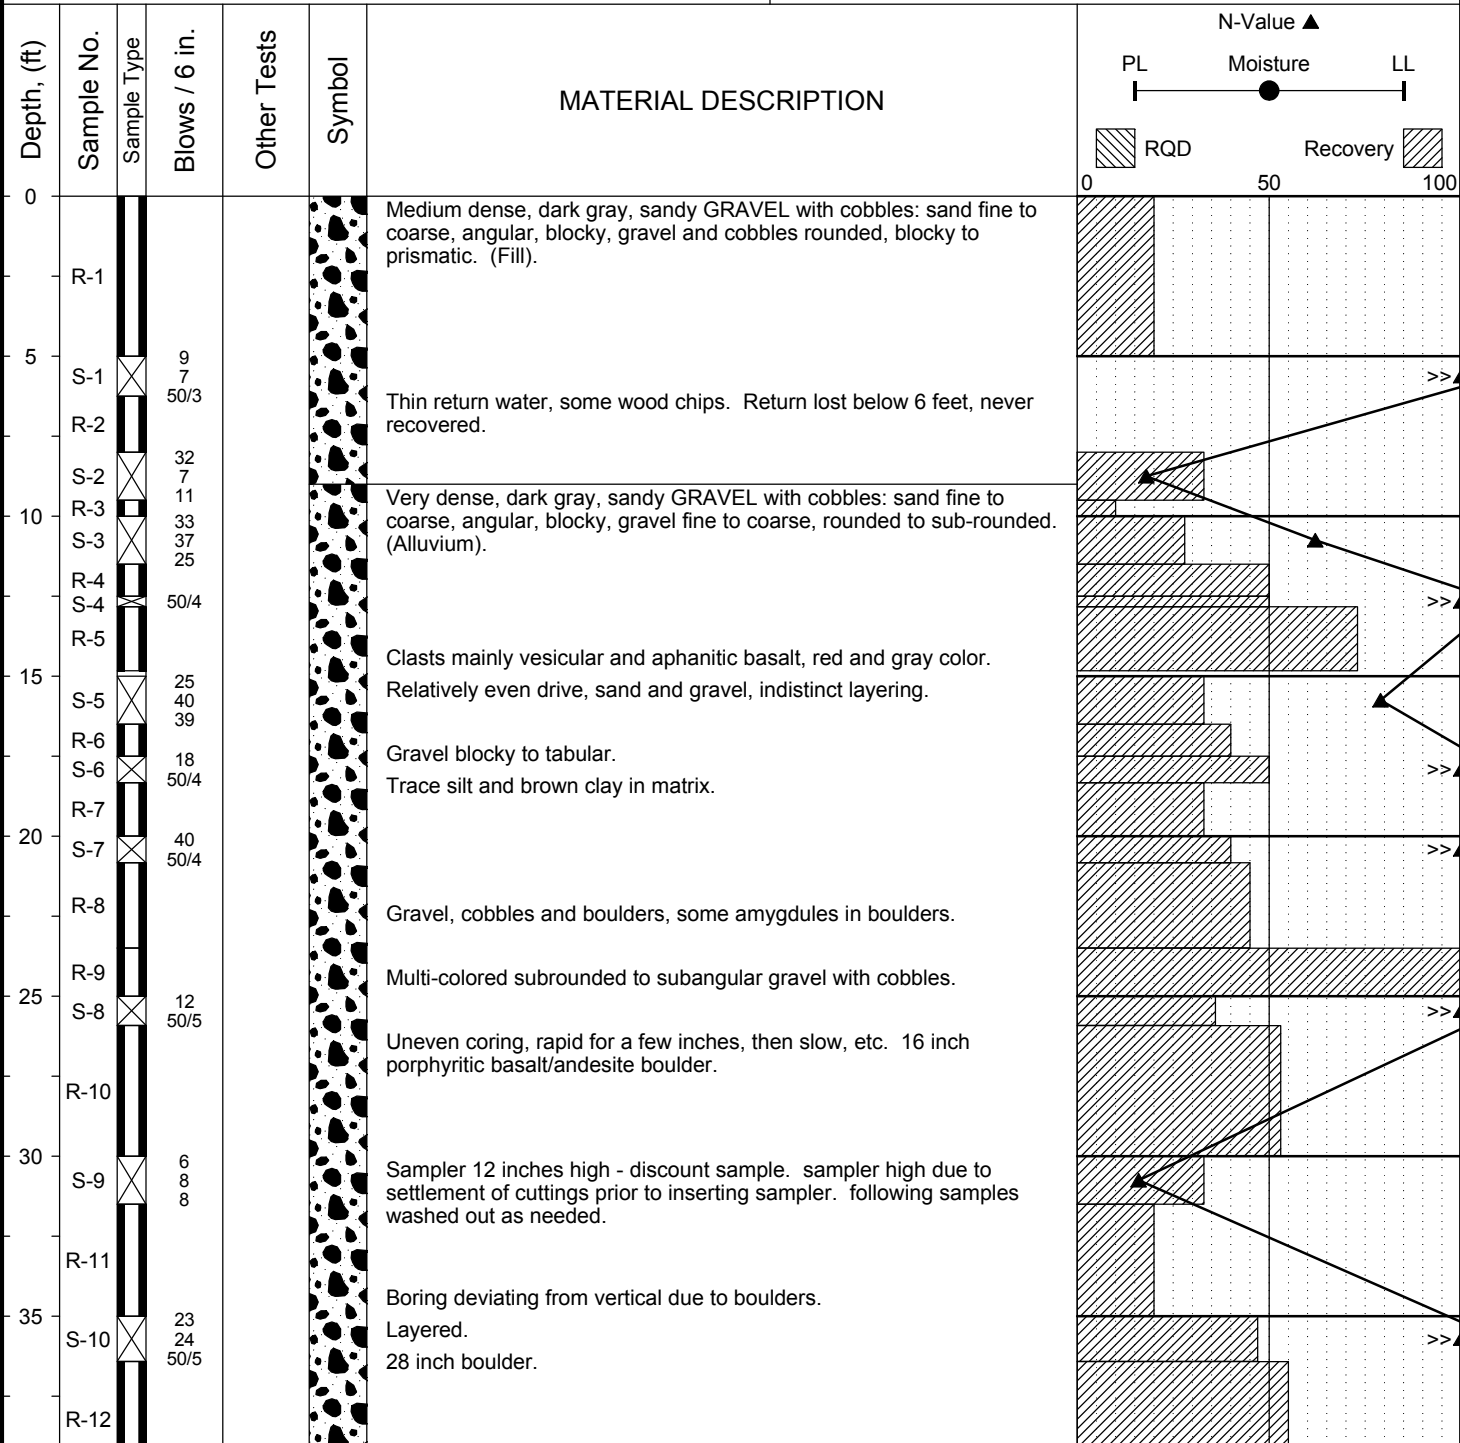 Depth, (ft)
Sample No.
Sample Type
Blows / 6 in.
Other Tests
Symbol
MATERIAL DESCRIPTION
N-Value ▲
PL Moisture LL
RQD Recovery
0 50 100
0
Medium dense, dark gray, sandy GRAVEL with cobbles: sand fine to
coarse, angular, blocky, gravel and cobbles rounded, blocky to
prismatic. (Fill).
R-1
5
S-1
9
7
50/3
>>
Thin return water, some wood chips. Return lost below 6 feet, never
recovered.
R-2
S-2
32
7
11
Very dense, dark gray, sandy GRAVEL with cobbles: sand fine to
coarse, angular, blocky, gravel fine to coarse, rounded to sub-rounded.
(Alluvium).
R-3
10
S-3
33
37
25
R-4
S-4
50/4
>>
R-5
Clasts mainly vesicular and aphanitic basalt, red and gray color.
15
Relatively even drive, sand and gravel, indistinct layering.
S-5
25
40
39
R-6
Gravel blocky to tabular.
S-6
18
50/4
>>
Trace silt and brown clay in matrix.
R-7
20
S-7
40
50/4
>>
R-8
Gravel, cobbles and boulders, some amygdules in boulders.
R-9
Multi-colored subrounded to subangular gravel with cobbles.
25
S-8
12
50/5
>>
Uneven coring, rapid for a few inches, then slow, etc. 16 inch
porphyritic basalt/andesite boulder.
R-10
30
S-9
6
8
8
Sampler 12 inches high - discount sample. sampler high due to
settlement of cuttings prior to inserting sampler. following samples
washed out as needed.
R-11
Boring deviating from vertical due to boulders.
35
Layered.
S-10
23
24
50/5
>>
28 inch boulder.
R-12